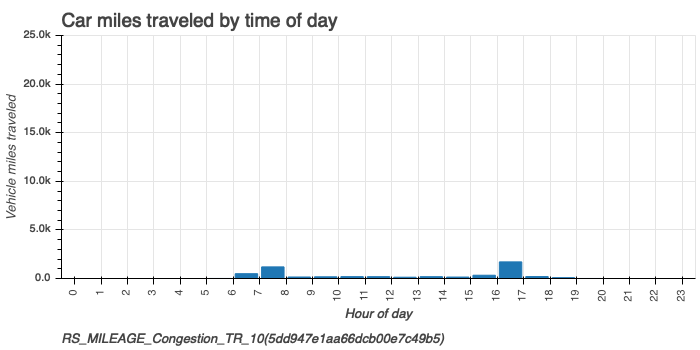 Car miles traveled by time of day
25.0k
20.0k
15.0k
10.0k
5.0k
0.0
Vehicle miles traveled
0 1 2 3 4 5 6 7 8 9 10 11 12 13 14 15 16 17 18 19 20 21 22 23
Hour of day
RS_MILEAGE_Congestion_TR_10(5dd947e1aa66dcb00e7c49b5)